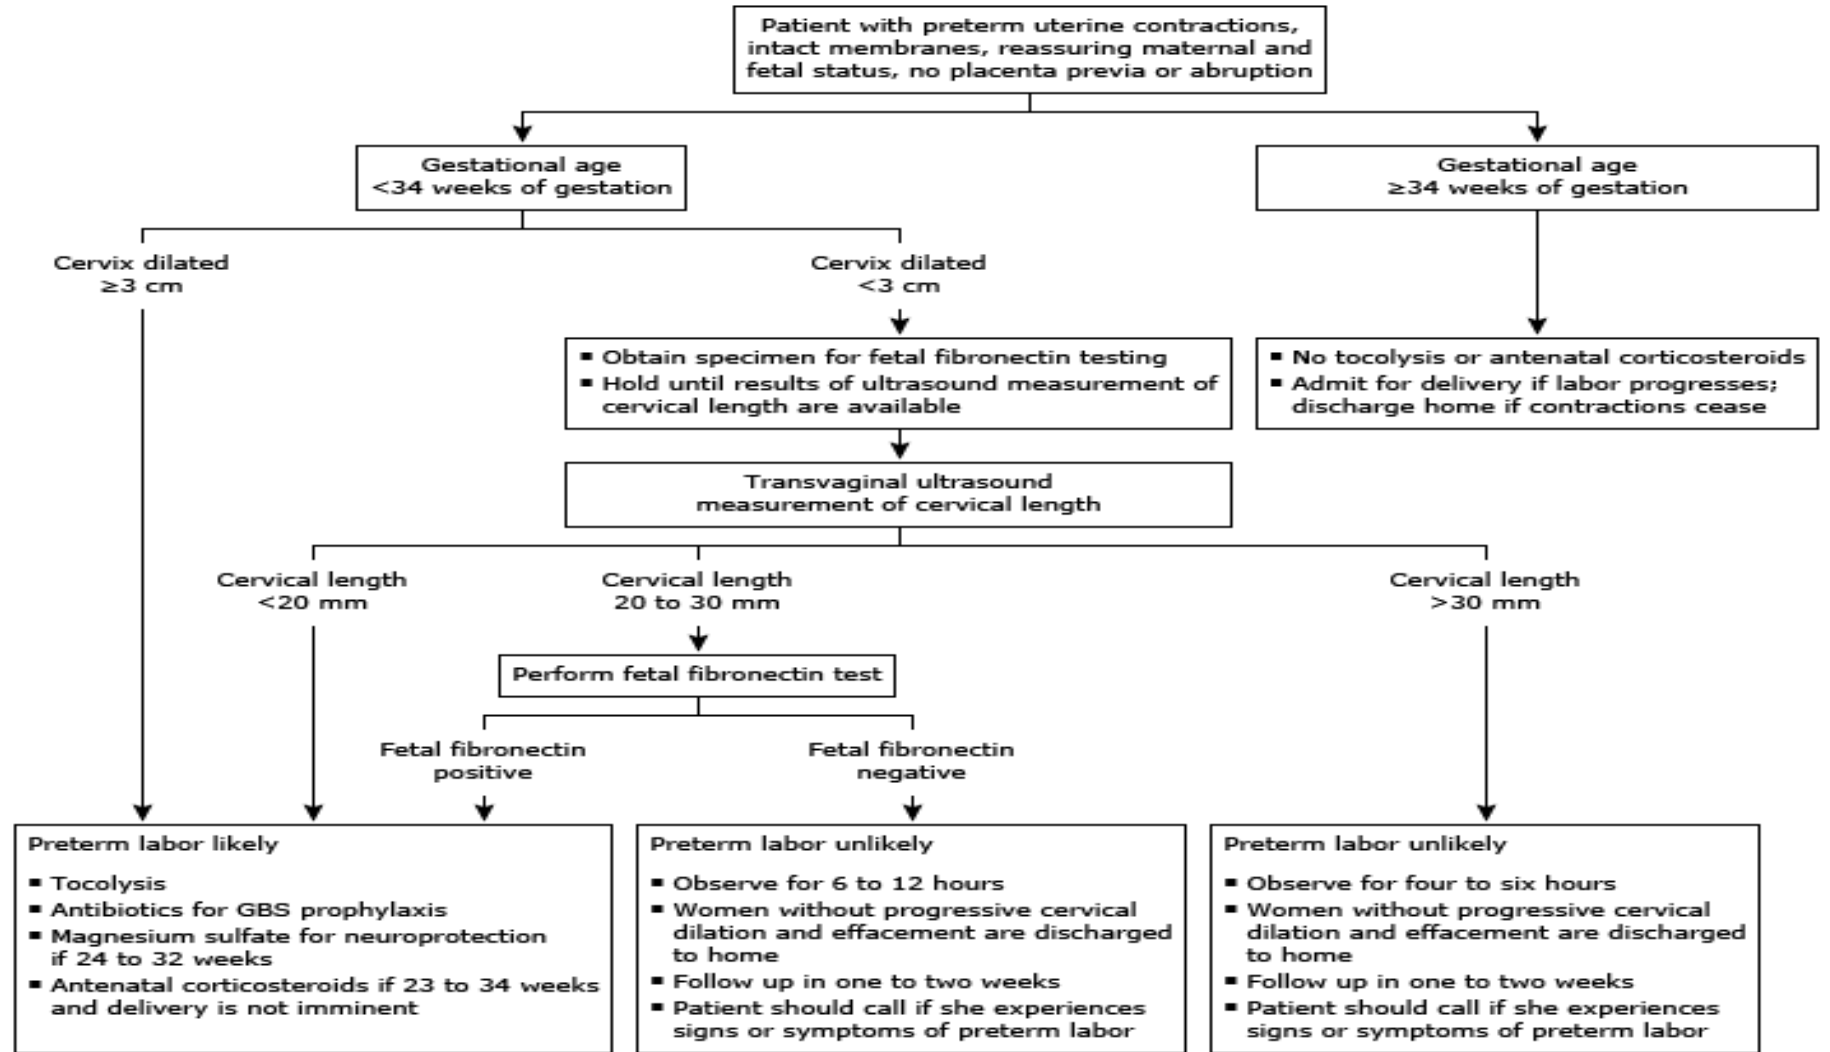 Patient with preterm uterine contractions,
intact membranes, reassuring maternal and
fetal status, no placenta previa or abruption
Gestational age
<34 weeks of gestation
Gestational age
≥34 weeks of gestation
Cervix dilated
≥3 cm
Cervix dilated
<3 cm
▪ Obtain specimen for fetal fibronectin testing
▪ Hold until results of ultrasound measurement of
cervical length are available
▪ No tocolysis or antenatal corticosteroids
▪ Admit for delivery if labor progresses;
discharge home if contractions cease
Transvaginal ultrasound
measurement of cervical length
Cervical length
<20 mm
Cervical length
20 to 30 mm
Cervical length
>30 mm
Perform fetal fibronectin test
Fetal fibronectin
positive
Fetal fibronectin
negative
Preterm labor likely
▪ Tocolysis
▪ Antibiotics for GBS prophylaxis
▪ Magnesium sulfate for neuroprotection
if 24 to 32 weeks
▪ Antenatal corticosteroids if 23 to 34 weeks
and delivery is not imminent
Preterm labor unlikely
▪ Observe for 6 to 12 hours
▪ Women without progressive cervical
dilation and effacement are discharged
to home
▪ Follow up in one to two weeks
▪ Patient should call if she experiences
signs or symptoms of preterm labor
Preterm labor unlikely
▪ Observe for four to six hours
▪ Women without progressive cervical
dilation and effacement are discharged
to home
▪ Follow up in one to two weeks
▪ Patient should call if she experiences
signs or symptoms of preterm labor